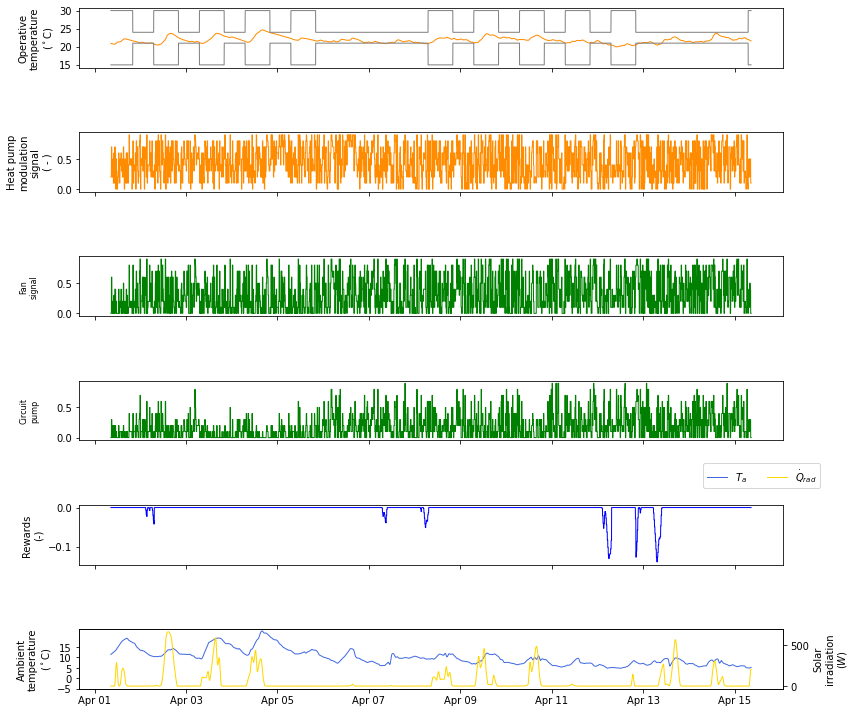 Operative
temperature
(°C)
30
25
20
15
Heat pump
modulation
signal
( - )
0.5
0.0
Fan
signal
0.5
0.0
Circuit
pump
0.5
0.0
T_a
Q̇_rad
Rewards
(-)
0.0
−0.1
Ambient
temperature
(°C)
15
10
5
0
−5
500
0
Solar
irradiation
(W)
Apr 01
Apr 03
Apr 05
Apr 07
Apr 09
Apr 11
Apr 13
Apr 15